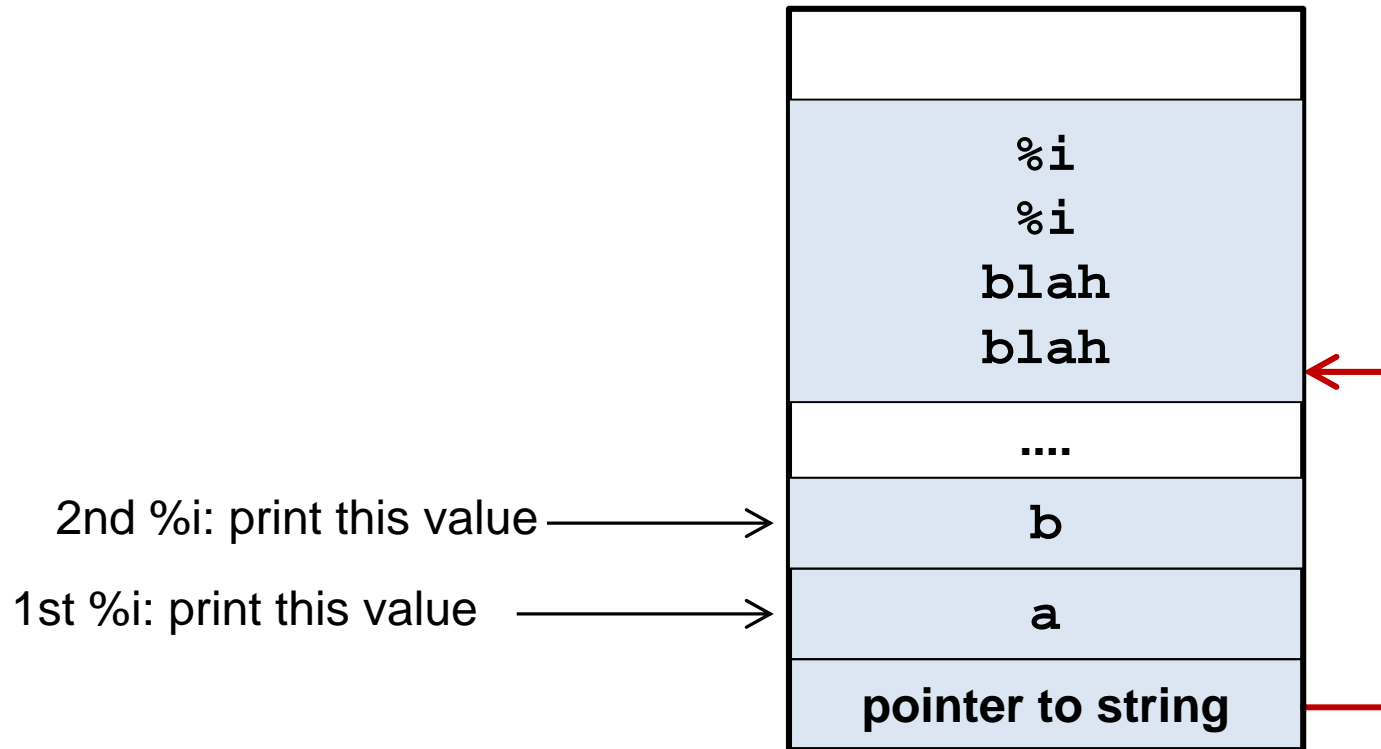 %i
%i
blah
blah
....
2nd %i: print this value
b
1st %i: print this value
a
pointer to string